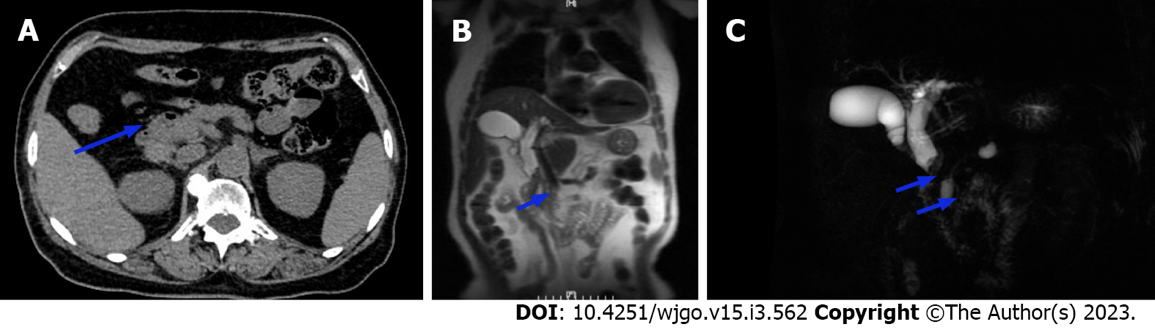 A
B
C
[H]
[F]
DOI: 10.4251/wjgo.v15.i3.562 Copyright ©The Author(s) 2023.